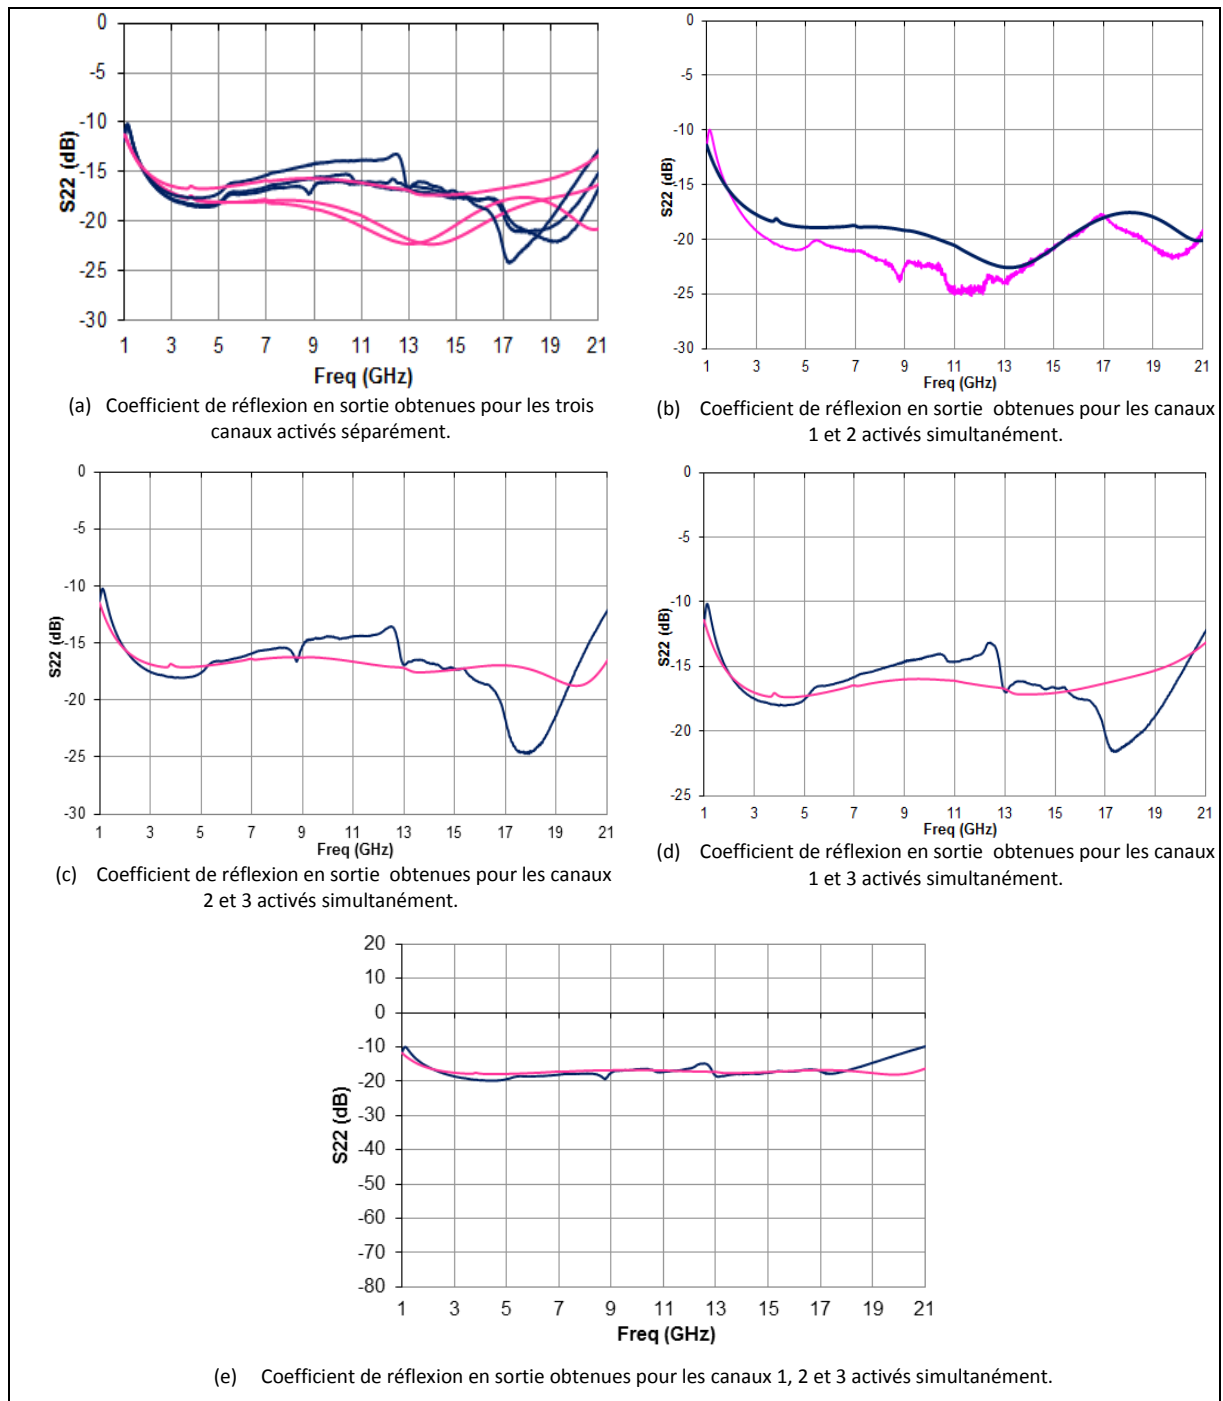 0
-5
-10
-15
-20
-25
-30
S22 (dB)
1 3 5 7 9 11 13 15 17 19 21
Freq (GHz)
(a) Coefficient de réflexion en sortie obtenues pour les trois
canaux activés séparément.
0
-5
-10
-15
-20
-25
-30
S22 (dB)
1 3 5 7 9 11 13 15 17 19 21
Freq (GHz)
(b) Coefficient de réflexion en sortie obtenues pour les canaux
1 et 2 activés simultanément.
0
-5
-10
-15
-20
-25
-30
S22 (dB)
1 3 5 7 9 11 13 15 17 19 21
Freq (GHz)
(c) Coefficient de réflexion en sortie obtenues pour les canaux
2 et 3 activés simultanément.
0
-5
-10
-15
-20
-25
S22 (dB)
1 3 5 7 9 11 13 15 17 19 21
Freq (GHz)
(d) Coefficient de réflexion en sortie obtenues pour les canaux
1 et 3 activés simultanément.
20
10
0
-10
-20
-30
-40
-50
-60
-70
-80
S22 (dB)
1 3 5 7 9 11 13 15 17 19 21
Freq (GHz)
(e) Coefficient de réflexion en sortie obtenues pour les canaux 1, 2 et 3 activés simultanément.